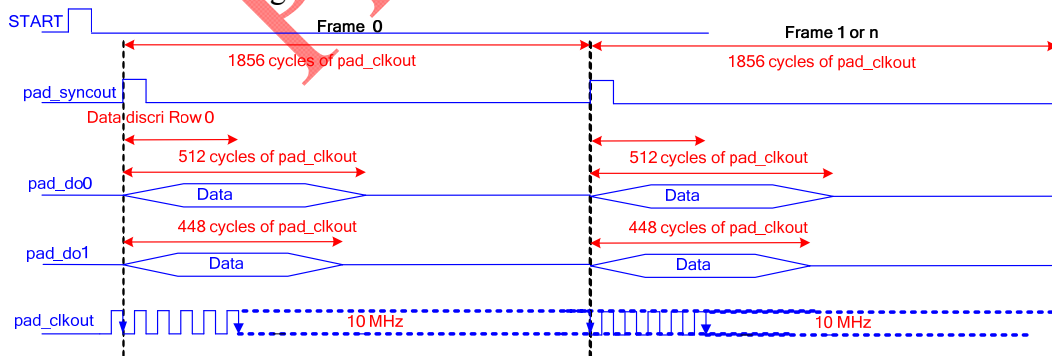 START
Frame 0
Frame 1 or n
1856 cycles of pad_clkout
1856 cycles of pad_clkout
pad_syncout
Data discri Row 0
512 cycles of pad_clkout
512 cycles of pad_clkout
pad_do0
Data
Data
448 cycles of pad_clkout
448 cycles of pad_clkout
pad_do1
Data
Data
pad_clkout
10 MHz
10 MHz